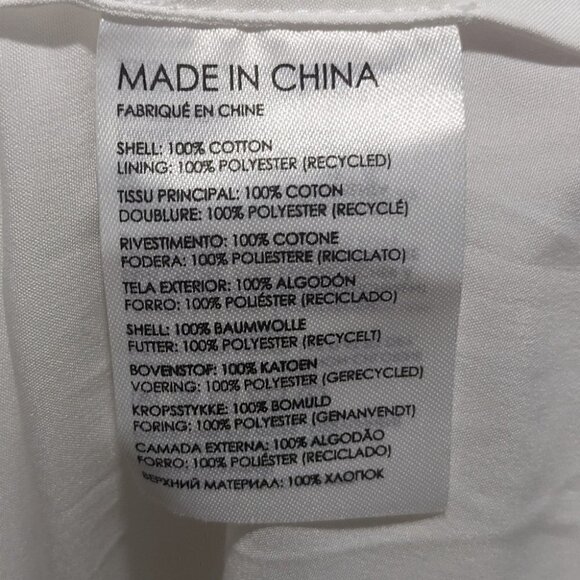 MADE IN CHINA
FABRIQUÉ EN CHINE
SHELL: 100% COTTON
LINING: 100% POLYESTER (RECYCLED)
TISSU PRINCIPAL: 100% COTON
DOUBLURE: 100% POLYESTER (RECYCLÉ)
RIVESTIMENTO: 100% COTONE
FODERA: 100% POLIESTERE (RICICLATO)
TELA EXTERIOR: 100% ALGODÓN
FORRO: 100% POLIÉSTER (RECICLADO)
SHELL: 100% BAUMWOLLE
FUTTER: 100% POLYESTER (RECYCELT)
BOVENSTOF: 100% KATOEN
VOERING: 100% POLYESTER (GERECYCLED)
KROPSSTYKKE: 100% BOMULD
FORING: 100% POLYESTER (GENANVENDT)
CAMADA EXTERNA: 100% ALGODÃO
FORRO: 100% POLIÉSTER (RECICLADO)
ВЕРХНИЙ МАТЕРИАЛ: 100% ХЛОПОК